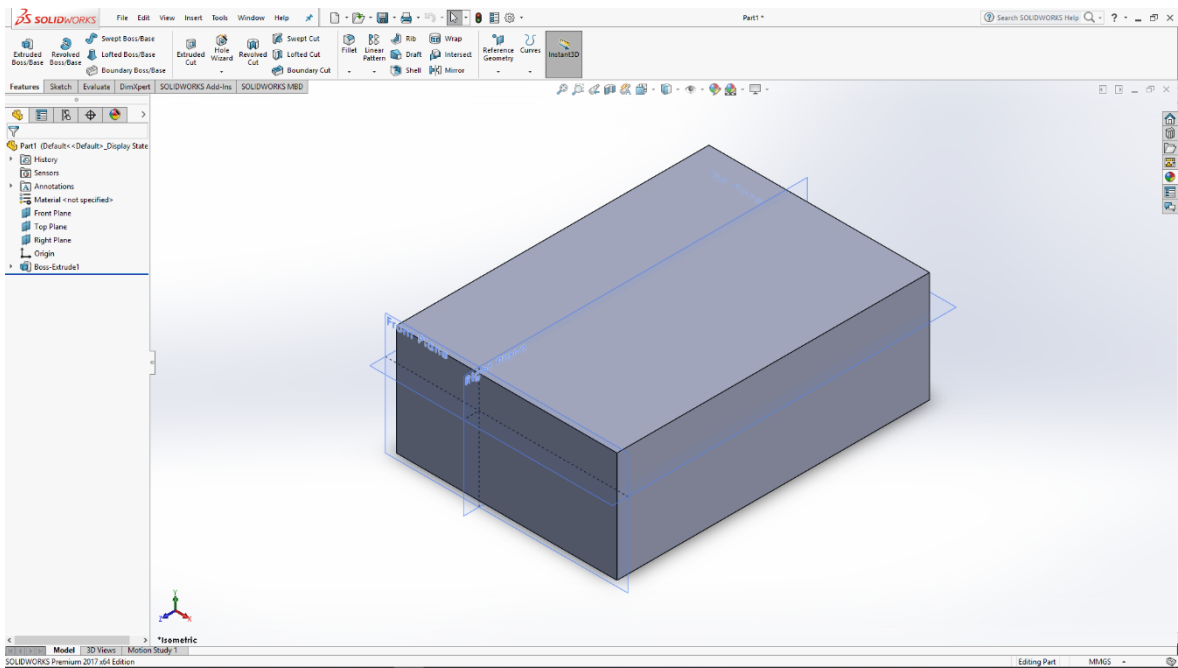 SOLIDWORKS File Edit View Insert Tools Window Help Part1 * Search SOLIDWORKS Help ?
Extruded Boss/Base
Revolved Boss/Base
Swept Boss/Base
Lofted Boss/Base
Boundary Boss/Base
Extruded Cut
Hole Wizard
Revolved Cut
Swept Cut
Lofted Cut
Boundary Cut
Fillet
Linear Pattern
Rib
Draft
Shell
Wrap
Intersect
Mirror
Reference Geometry
Curves
Instant3D
Features Sketch Evaluate DimXpert SOLIDWORKS Add-Ins SOLIDWORKS MBD
Part1 (Default<<Default>_Display State
History
Sensors
Annotations
Material <not specified>
Front Plane
Top Plane
Right Plane
Origin
Boss-Extrude1
Front Plane
Y
Z
X
*Isometric
Model 3D Views Motion Study 1
SOLIDWORKS Premium 2017 x64 Edition Editing Part MMGS